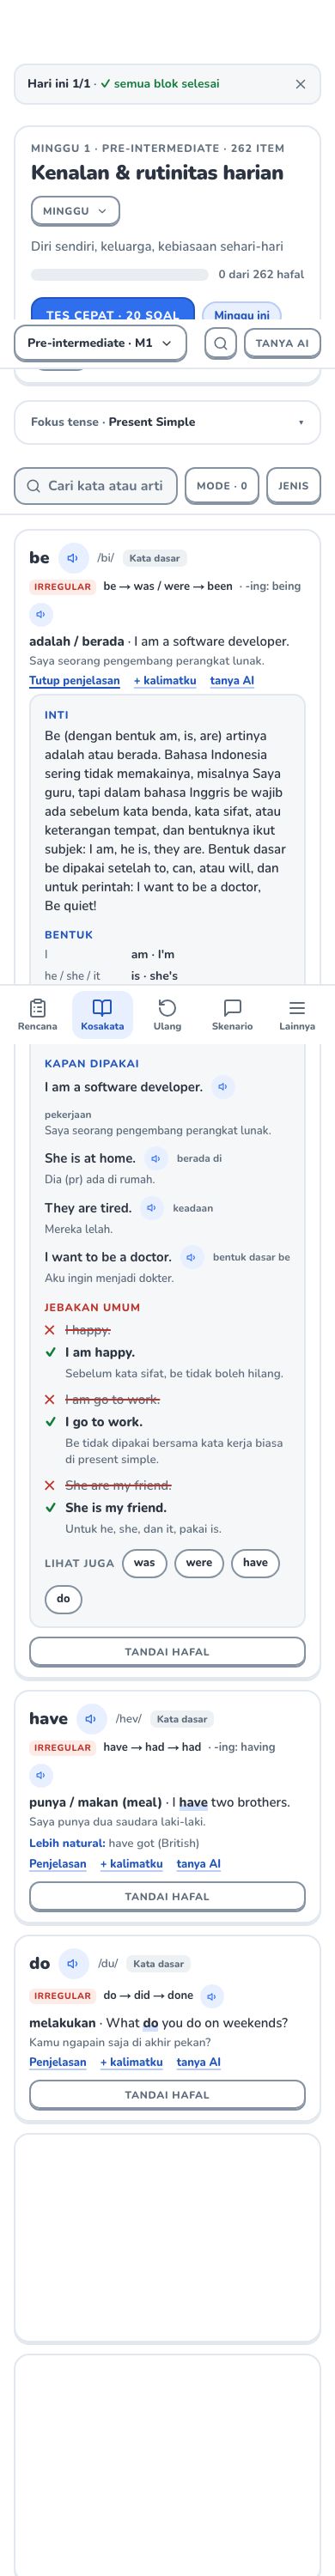 Hari ini 1/1 · ✓ semua blok selesai
MINGGU 1 · PRE-INTERMEDIATE · 262 ITEM
Kenalan & rutinitas harian
MINGGU
Diri sendiri, keluarga, kebiasaan sehari-hari
0 dari 262 hafal
TES CEPAT · 20 SOAL Minggu ini
Pre-intermediate · M1 TANYA AI
Fokus tense · Present Simple
Cari kata atau arti MODE · 0 JENIS
be /bi/ Kata dasar
IRREGULAR be → was / were → been · -ing: being
adalah / berada · I am a software developer.
Saya seorang pengembang perangkat lunak.
Tutup penjelasan + kalimatku tanya AI
INTI
Be (dengan bentuk am, is, are) artinya
adalah atau berada. Bahasa Indonesia
sering tidak memakainya, misalnya Saya
guru, tapi dalam bahasa Inggris be wajib
ada sebelum kata benda, kata sifat, atau
keterangan tempat, dan bentuknya ikut
subjek: I am, he is, they are. Bentuk dasar
be dipakai setelah to, can, atau will, dan
untuk perintah: I want to be a doctor,
Be quiet!
BENTUK
I am · I'm
he / she / it is · she's
Rencana Kosakata Ulang Skenario Lainnya
KAPAN DIPAKAI
I am a software developer.
pekerjaan
Saya seorang pengembang perangkat lunak.
She is at home. berada di
Dia (pr) ada di rumah.
They are tired. keadaan
Mereka lelah.
I want to be a doctor. bentuk dasar be
Aku ingin menjadi dokter.
JEBAKAN UMUM
✕ I happy.
✓ I am happy.
Sebelum kata sifat, be tidak boleh hilang.
✕ I am go to work.
✓ I go to work.
Be tidak dipakai bersama kata kerja biasa
di present simple.
✕ She are my friend.
✓ She is my friend.
Untuk he, she, dan it, pakai is.
LIHAT JUGA was were have
do
TANDAI HAFAL
have /hev/ Kata dasar
IRREGULAR have → had → had · -ing: having
punya / makan (meal) · I have two brothers.
Saya punya dua saudara laki-laki.
Lebih natural: have got (British)
Penjelasan + kalimatku tanya AI
TANDAI HAFAL
do /du/ Kata dasar
IRREGULAR do → did → done
melakukan · What do you do on weekends?
Kamu ngapain saja di akhir pekan?
Penjelasan + kalimatku tanya AI
TANDAI HAFAL